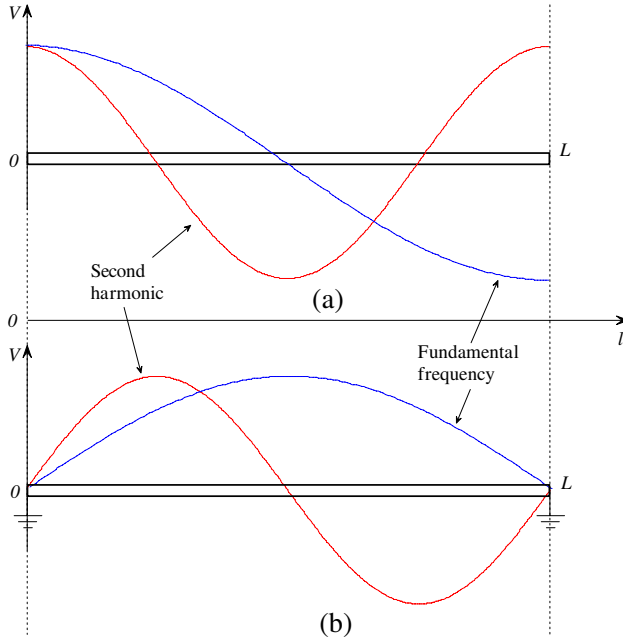 V
0
L
Second
harmonic
(a)
0
l
V
Fundamental
frequency
0
L
(b)